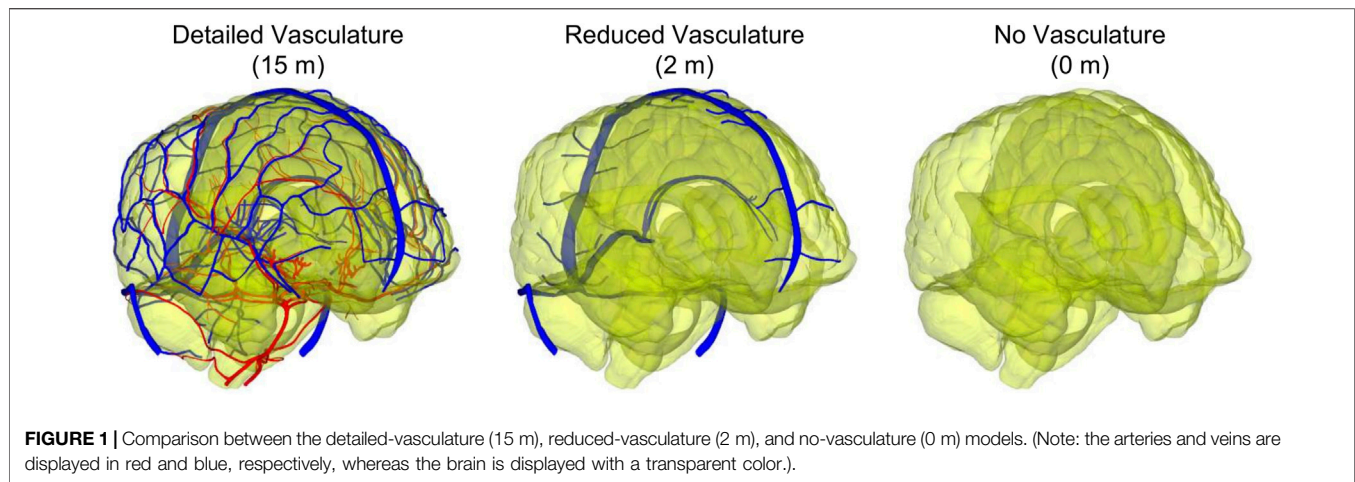 Detailed Vasculature
(15 m)
Reduced Vasculature
(2 m)
No Vasculature
(0 m)
FIGURE 1 | Comparison between the detailed-vasculature (15 m), reduced-vasculature (2 m), and no-vasculature (0 m) models. (Note: the arteries and veins are
displayed in red and blue, respectively, whereas the brain is displayed with a transparent color.).